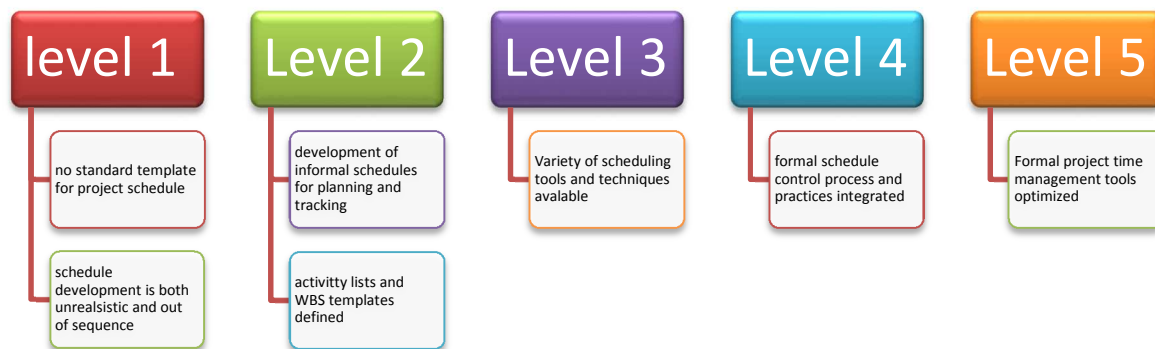 level 1
no standard template
for project schedule
schedule
development is both
unrealsistic and out
of sequence
Level 2
development of
informal schedules
for planning and
tracking
activitty lists and
WBS templates
defined
Level 3
Variety of scheduling
tools and techniques
avalable
Level 4
formal schedule
control process and
practices integrated
Level 5
Formal project time
management tools
optimized